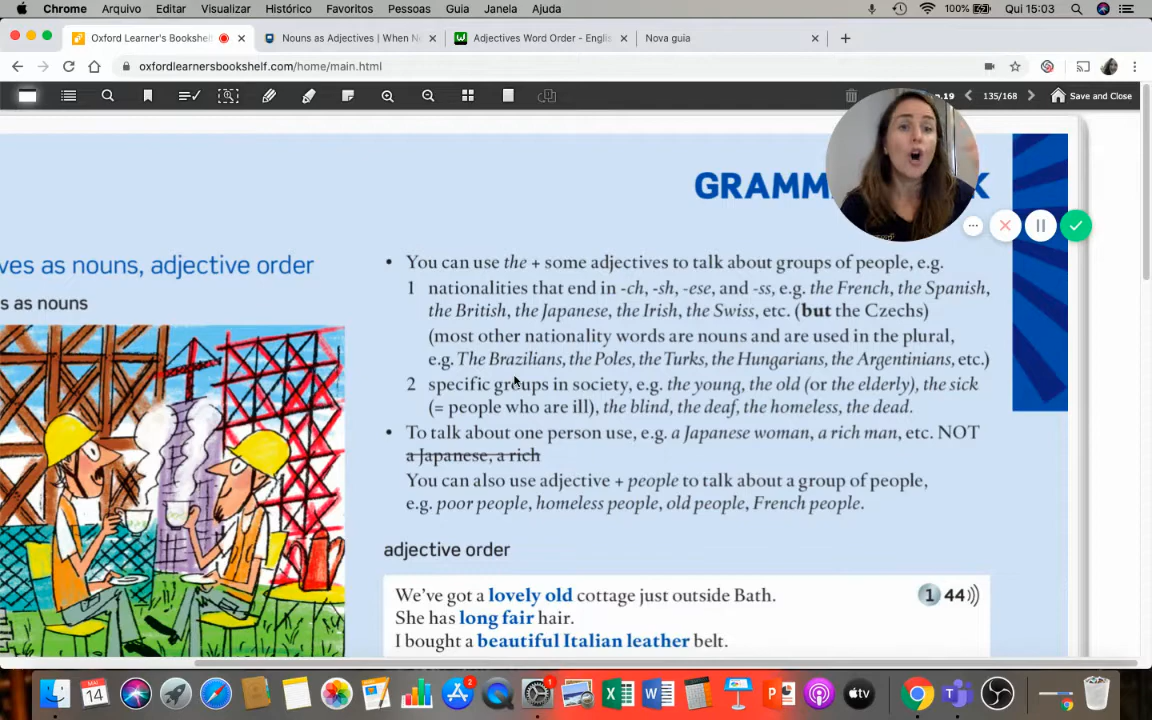 Chrome Arquivo Editar Visualizar Histórico Favoritos Pessoas Guia Janela Ajuda 100% Qui 15:03
Oxford Learner's Bookshel Nouns as Adjectives | When N Adjectives Word Order - Englis Nova guia
oxfordlearnersbookshelf.com/home/main.html
p.19 135/168 Save and Close
GRAMM K
ves as nouns, adjective order
s as nouns
• You can use the + some adjectives to talk about groups of people, e.g.
1 nationalities that end in -ch, -sh, -ese, and -ss, e.g. the French, the Spanish,
the British, the Japanese, the Irish, the Swiss, etc. (but the Czechs)
(most other nationality words are nouns and are used in the plural,
e.g. The Brazilians, the Poles, the Turks, the Hungarians, the Argentinians, etc.)
2 specific groups in society, e.g. the young, the old (or the elderly), the sick
(= people who are ill), the blind, the deaf, the homeless, the dead.
• To talk about one person use, e.g. a Japanese woman, a rich man, etc. NOT
a Japanese, a rich
You can also use adjective + people to talk about a group of people,
e.g. poor people, homeless people, old people, French people.
adjective order
We've got a lovely old cottage just outside Bath. 1 44
She has long fair hair.
I bought a beautiful Italian leather belt.
MAI
14
2
1
tv